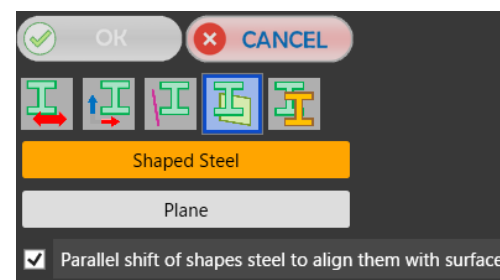 OK CANCEL
Shaped Steel
Plane
Parallel shift of shapes steel to align them with surface